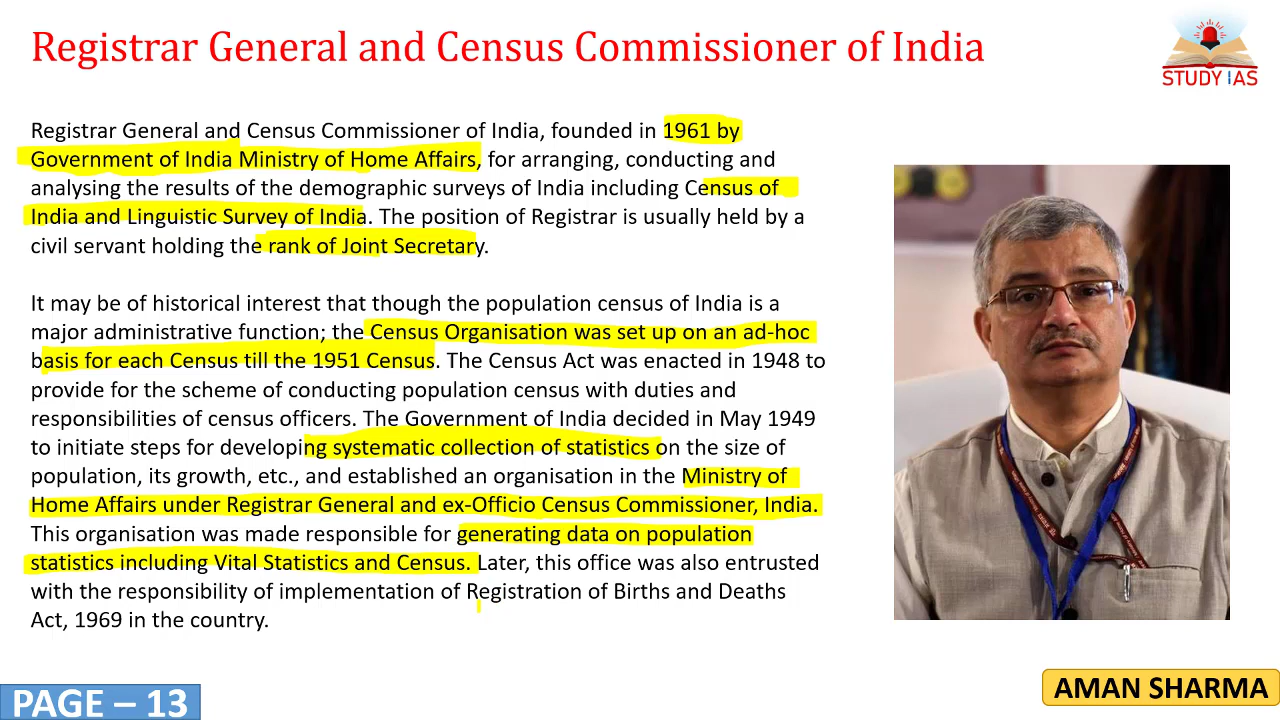 Registrar General and Census Commissioner of India
STUDY IAS
Registrar General and Census Commissioner of India, founded in 1961 by
Government of India Ministry of Home Affairs, for arranging, conducting and
analysing the results of the demographic surveys of India including Census of
India and Linguistic Survey of India. The position of Registrar is usually held by a
civil servant holding the rank of Joint Secretary.
It may be of historical interest that though the population census of India is a
major administrative function; the Census Organisation was set up on an ad-hoc
basis for each Census till the 1951 Census. The Census Act was enacted in 1948 to
provide for the scheme of conducting population census with duties and
responsibilities of census officers. The Government of India decided in May 1949
to initiate steps for developing systematic collection of statistics on the size of
population, its growth, etc., and established an organisation in the Ministry of
Home Affairs under Registrar General and ex-Officio Census Commissioner, India.
This organisation was made responsible for generating data on population
statistics including Vital Statistics and Census. Later, this office was also entrusted
with the responsibility of implementation of Registration of Births and Deaths
Act, 1969 in the country.
PAGE – 13
AMAN SHARMA